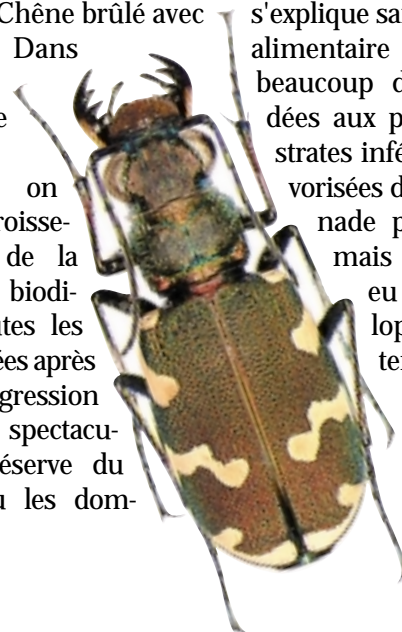 Chêne brûlé avec
Dans
e
on
roisse-
de la
biodi-
tes les
ées après
gression
spectacu-
éserve du
u les dom-
s'explique sa
alimentaire
beaucoup d
dées aux p
strates infé
vorisées d
nade p
mais
eu
lop
te